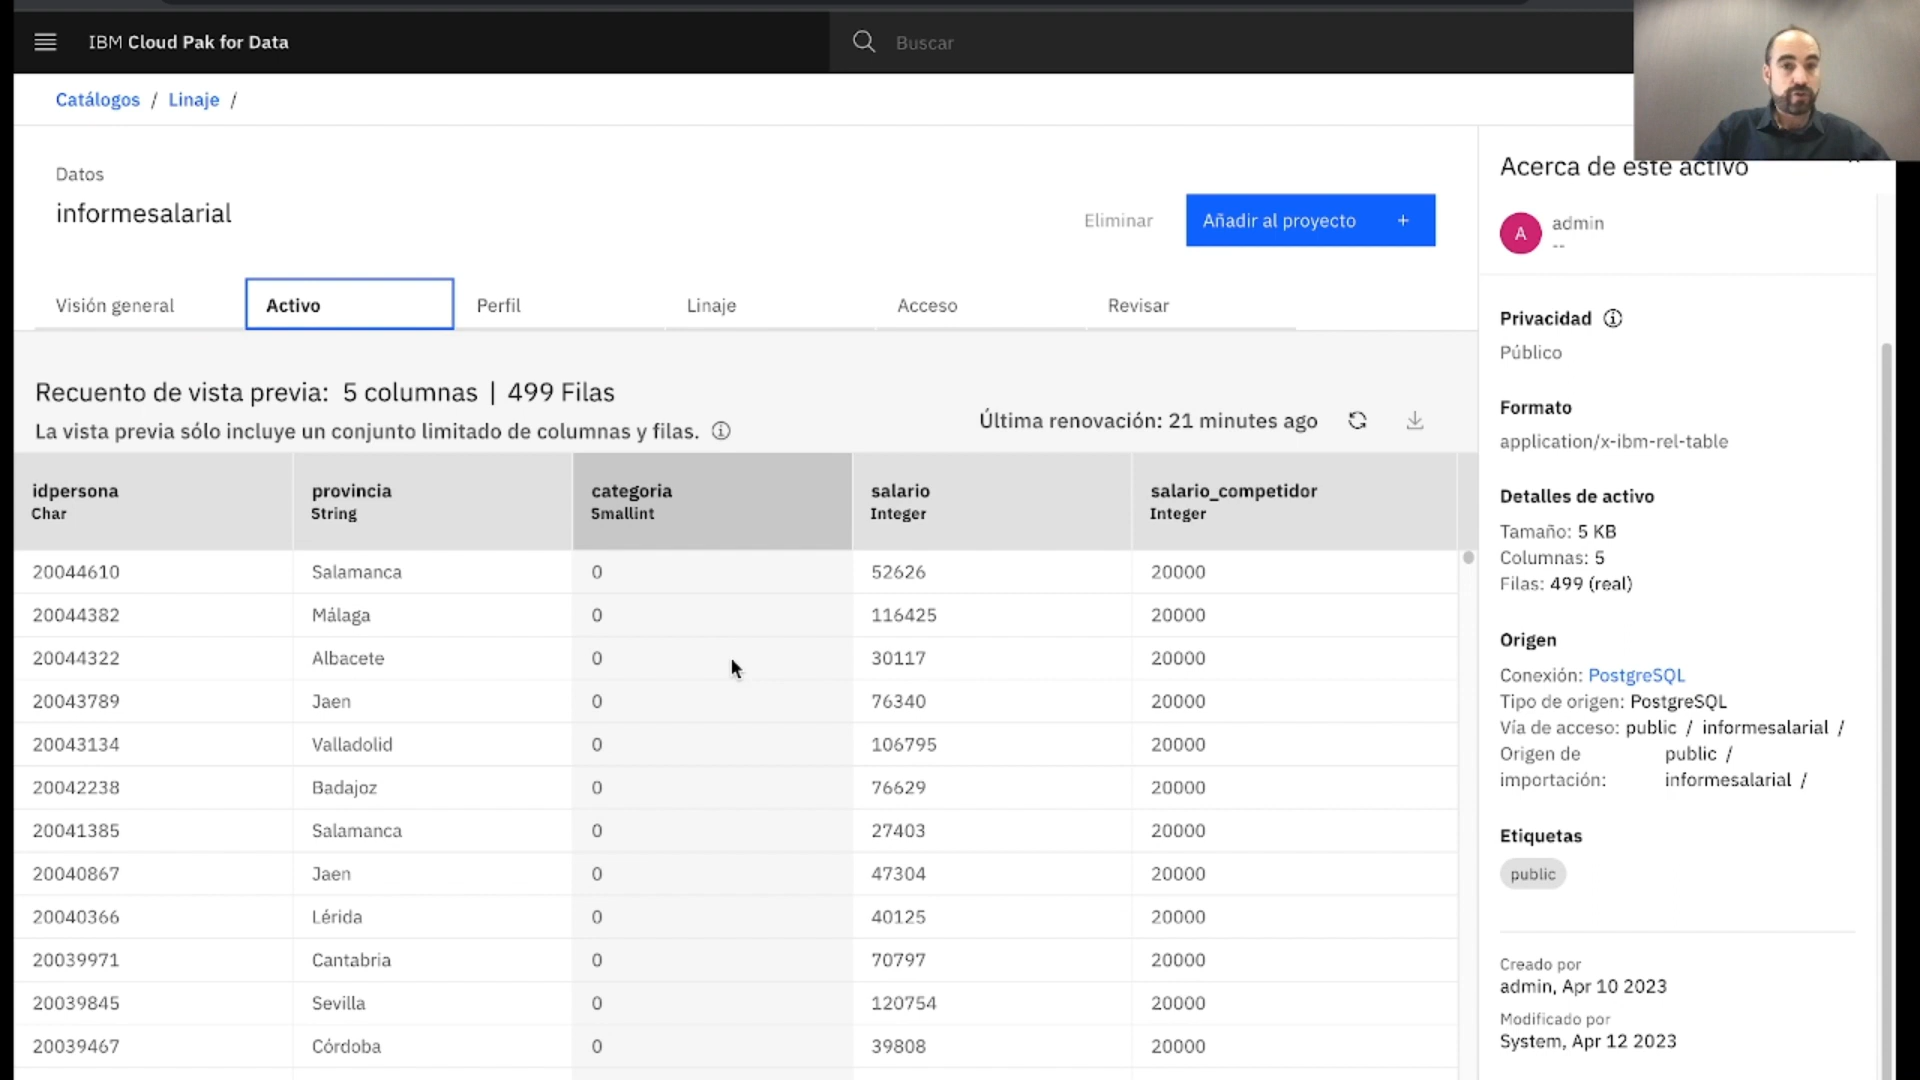 IBM Cloud Pak for Data
Buscar
Catálogos / Linaje /
Datos
informesalarial
Eliminar
Añadir al proyecto +
Visión general
Activo
Perfil
Linaje
Acceso
Revisar
Recuento de vista previa: 5 columnas | 499 Filas
La vista previa sólo incluye un conjunto limitado de columnas y filas.
Última renovación: 21 minutes ago
idpersona provincia categoria salario salario_competidor
Char String Smallint Integer Integer
20044610 Salamanca 0 52626 20000
20044382 Málaga 0 116425 20000
20044322 Albacete 0 30117 20000
20043789 Jaen 0 76340 20000
20043134 Valladolid 0 106795 20000
20042238 Badajoz 0 76629 20000
20041385 Salamanca 0 27403 20000
20040867 Jaen 0 47304 20000
20040366 Lérida 0 40125 20000
20039971 Cantabria 0 70797 20000
20039845 Sevilla 0 120754 20000
20039467 Córdoba 0 39808 20000
Acerca de este activo
A admin
--
Privacidad
Público
Formato
application/x-ibm-rel-table
Detalles de activo
Tamaño: 5 KB
Columnas: 5
Filas: 499 (real)
Origen
Conexión: PostgreSQL
Tipo de origen: PostgreSQL
Vía de acceso: public / informesalarial /
Origen de public /
importación: informesalarial /
Etiquetas
public
Creado por
admin, Apr 10 2023
Modificado por
System, Apr 12 2023